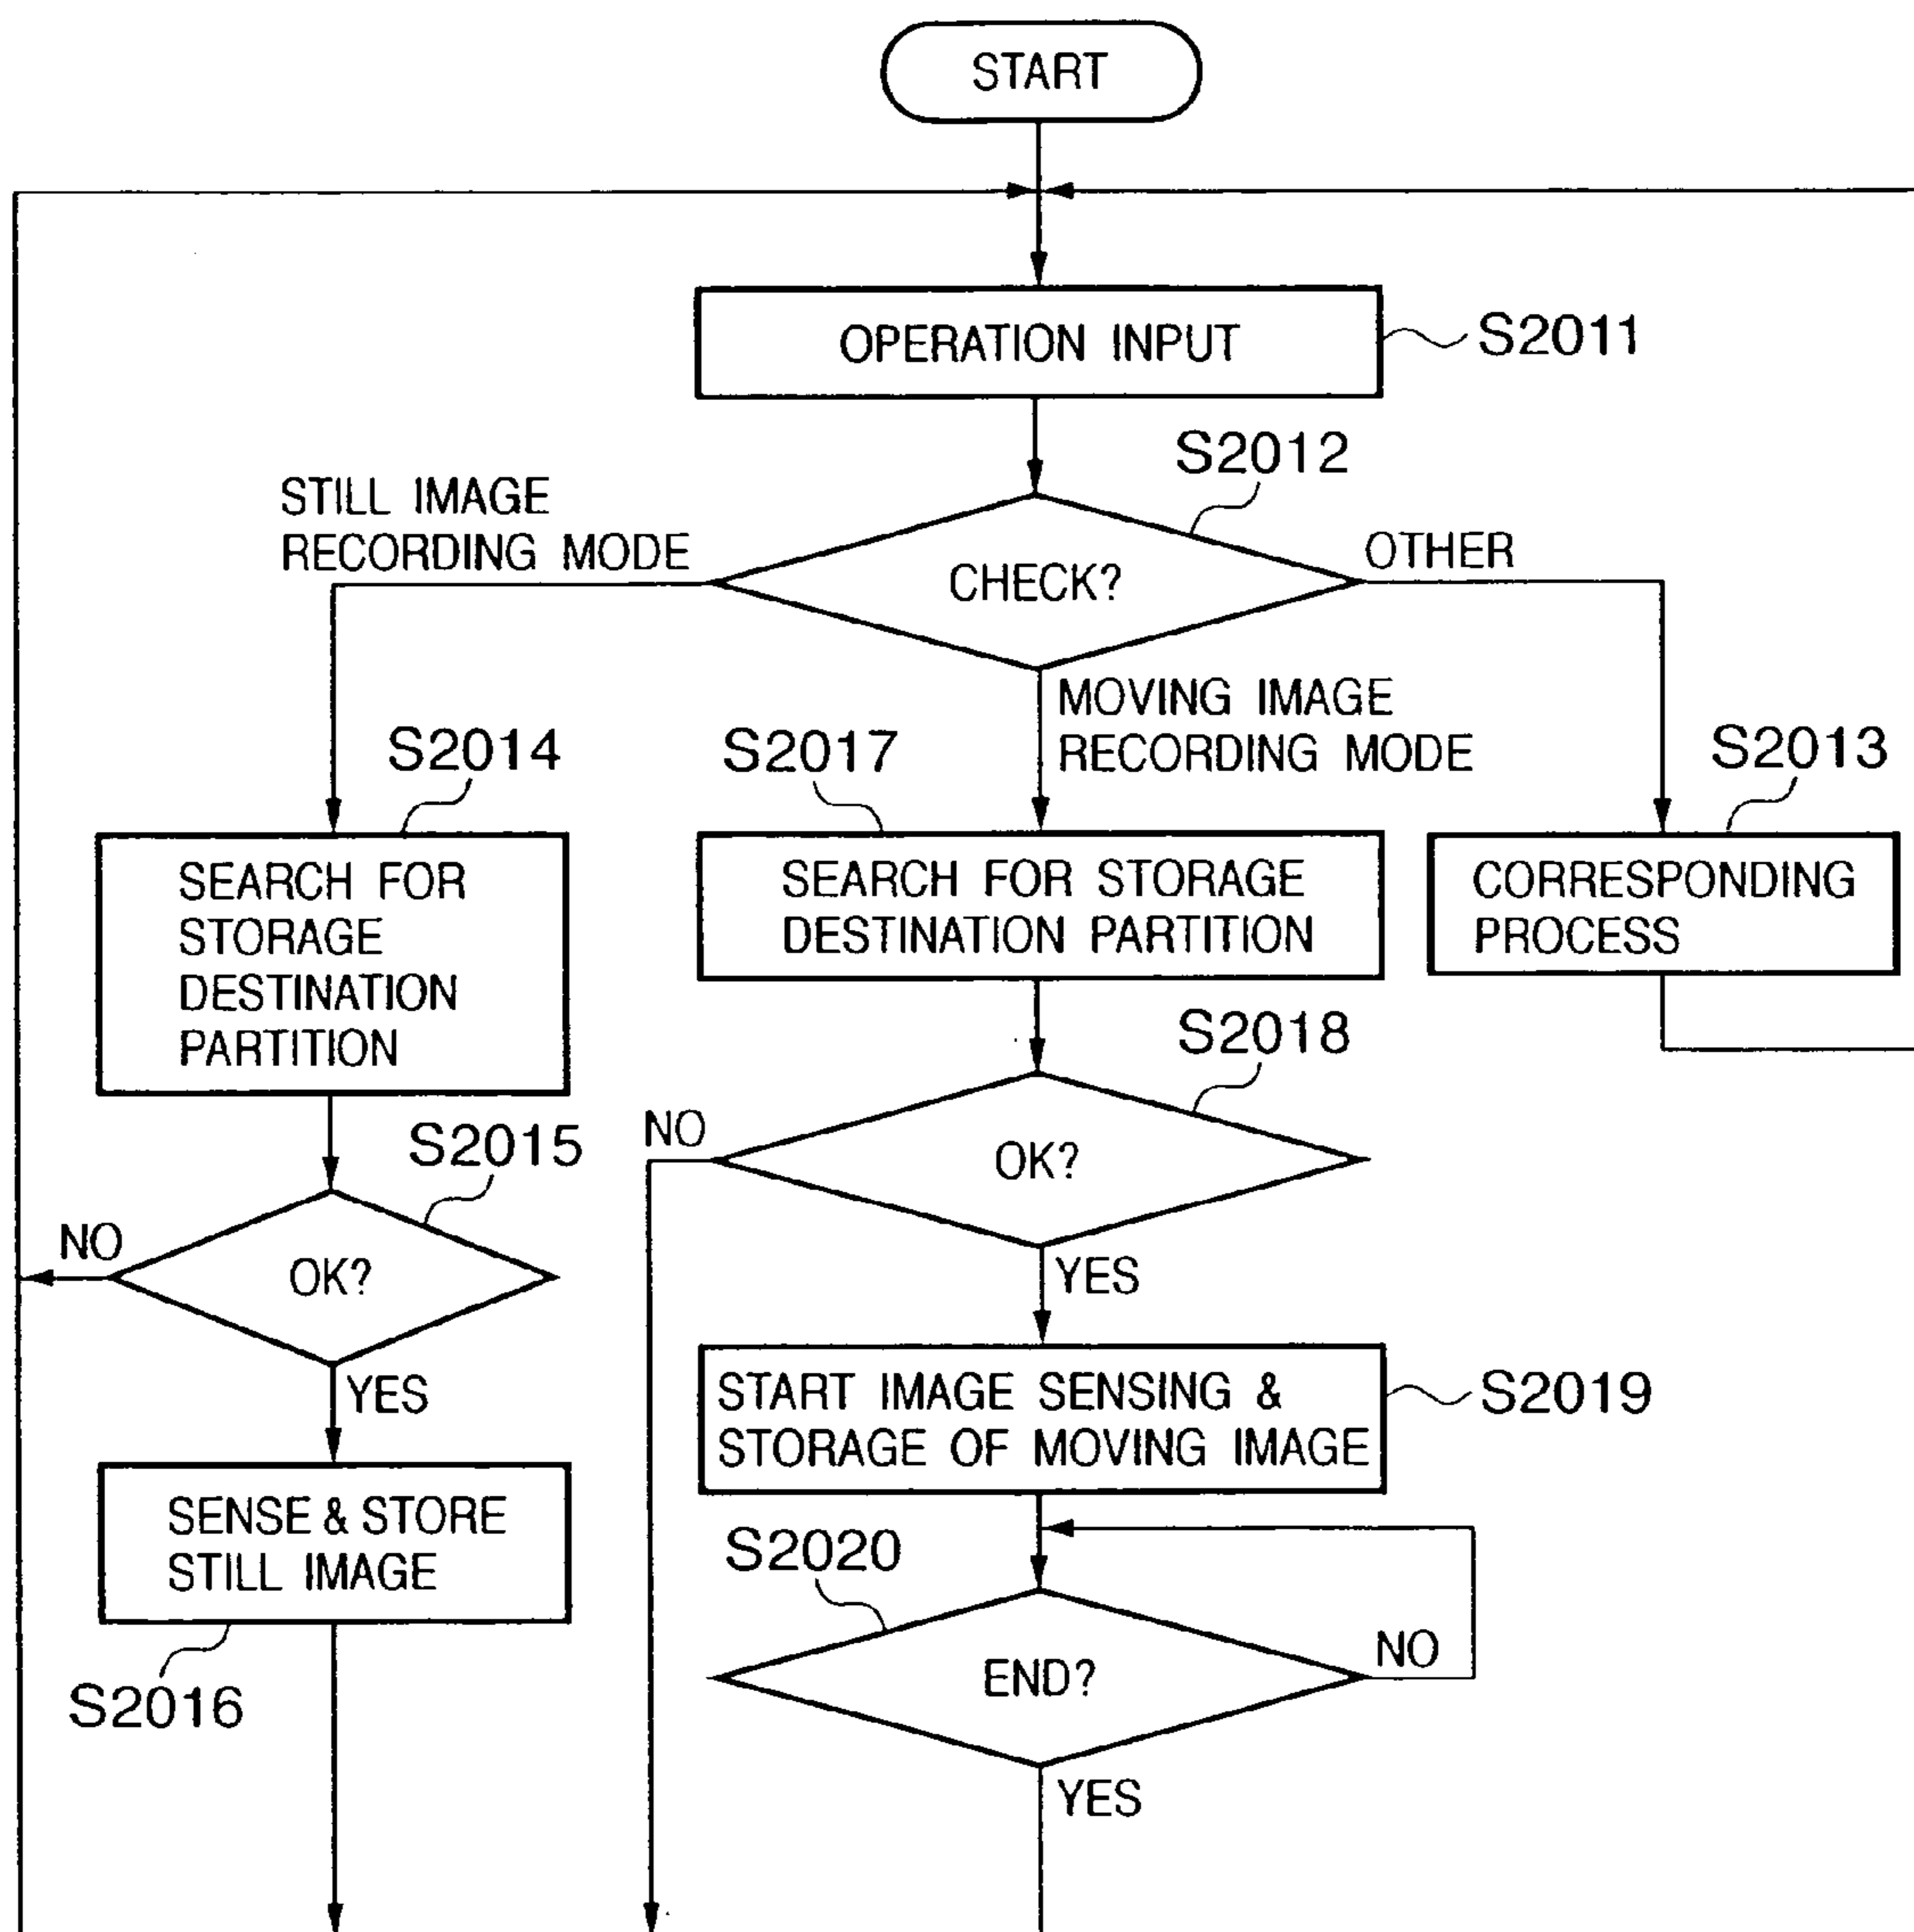 START
OPERATION INPUT
S2011
S2012
STILL IMAGE
RECORDING MODE
CHECK?
OTHER
MOVING IMAGE
RECORDING MODE
S2014
S2017
S2013
SEARCH FOR
STORAGE
DESTINATION
PARTITION
SEARCH FOR STORAGE
DESTINATION PARTITION
CORRESPONDING
PROCESS
S2018
NO
OK?
YES
S2015
NO
OK?
YES
START IMAGE SENSING &
STORAGE OF MOVING IMAGE
S2019
SENSE & STORE
STILL IMAGE
S2016
S2020
END?
NO
YES